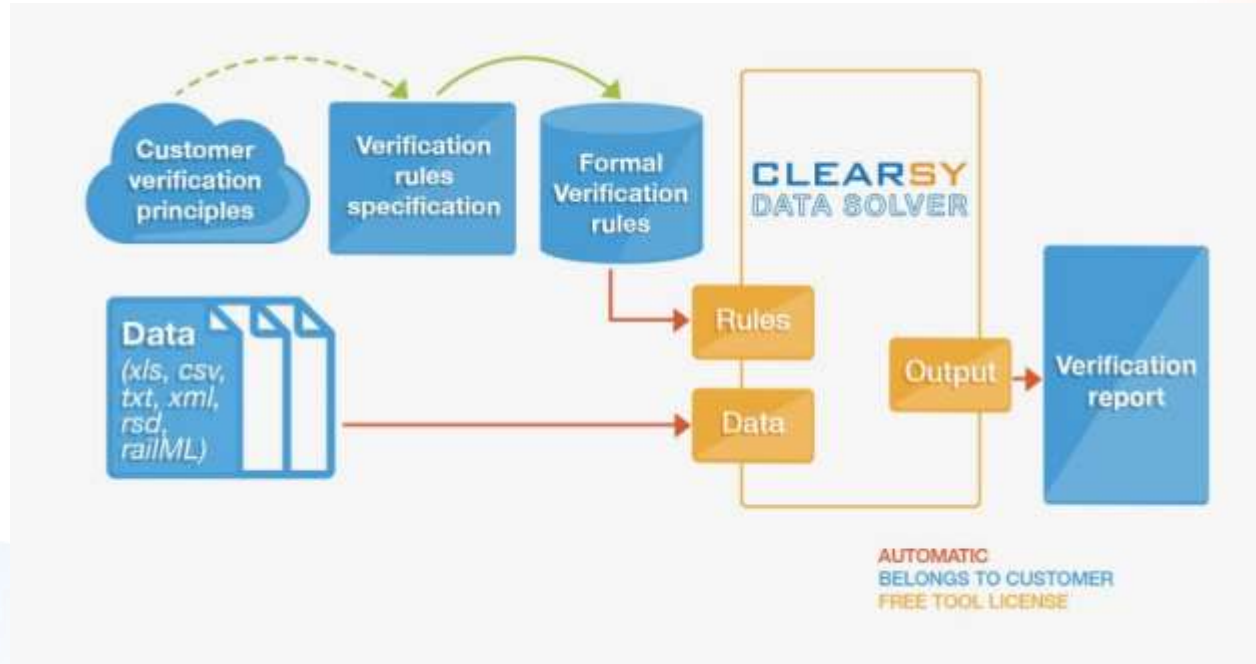 Customer
verification
principles
Verification
rules
specification
Formal
Verification
rules
CLEARSY
DATA SOLVER
Data
(xls, csv,
txt, xml,
rsd,
railML)
Rules
Data
Output
Verification
report
AUTOMATIC
BELONGS TO CUSTOMER
FREE TOOL LICENSE